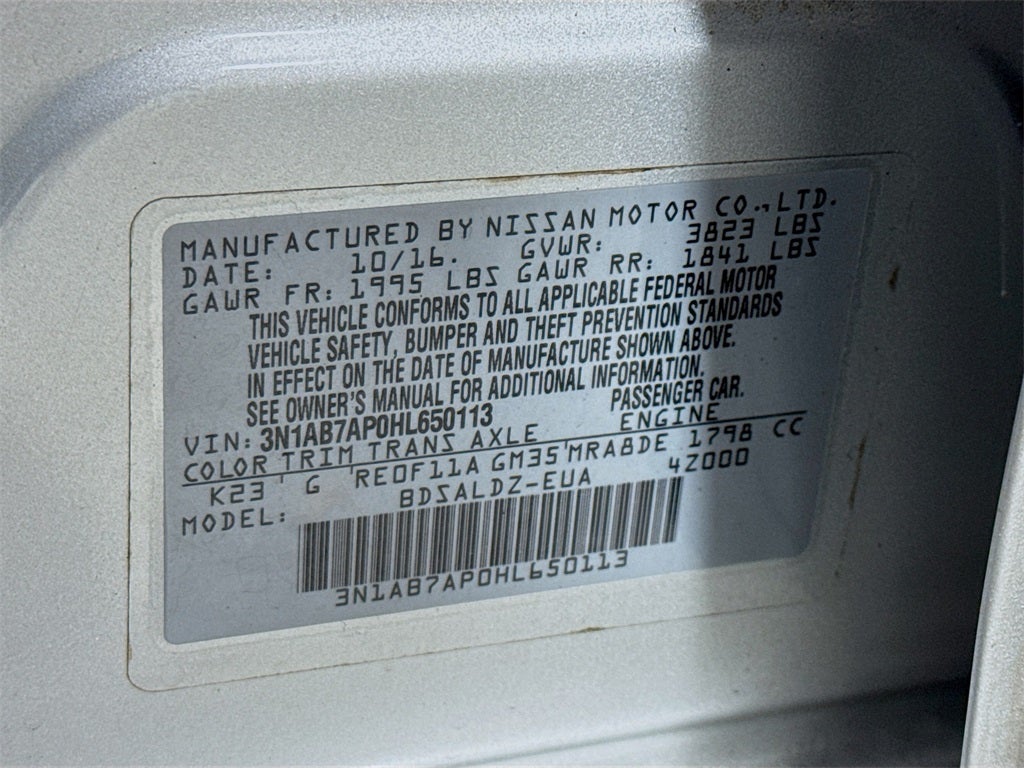 MANUFACTURED BY NISSAN MOTOR CO.,LTD.
DATE: 10/16. GVWR: 3823 LBS
GAWR FR: 1995 LBS GAWR RR: 1841 LBS
THIS VEHICLE CONFORMS TO ALL APPLICABLE FEDERAL MOTOR
VEHICLE SAFETY, BUMPER AND THEFT PREVENTION STANDARDS
IN EFFECT ON THE DATE OF MANUFACTURE SHOWN ABOVE.
SEE OWNER'S MANUAL FOR ADDITIONAL INFORMATION.
VIN: 3N1AB7AP0HL650113 PASSENGER CAR.
COLOR TRIM TRANS AXLE ENGINE
K23 G RE0F11A GM35 MRA8DE 1798 CC
MODEL: BDSALDZ-EUA 4Z000
3N1AB7AP0HL650113